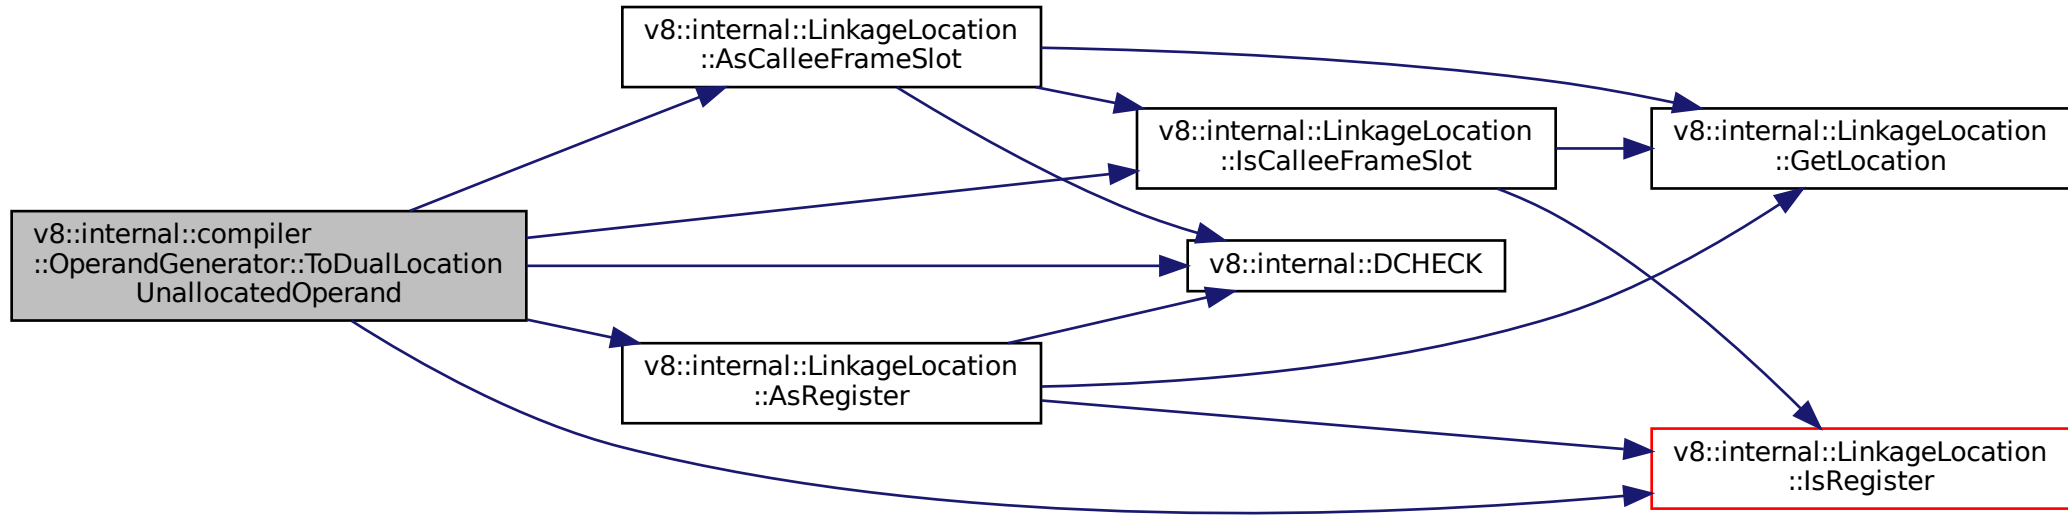 v8::internal::LinkageLocation
::AsCalleeFrameSlot
v8::internal::LinkageLocation
::IsCalleeFrameSlot
v8::internal::LinkageLocation
::GetLocation
v8::internal::compiler
::OperandGenerator::ToDualLocation
UnallocatedOperand
v8::internal::DCHECK
v8::internal::LinkageLocation
::AsRegister
v8::internal::LinkageLocation
::IsRegister